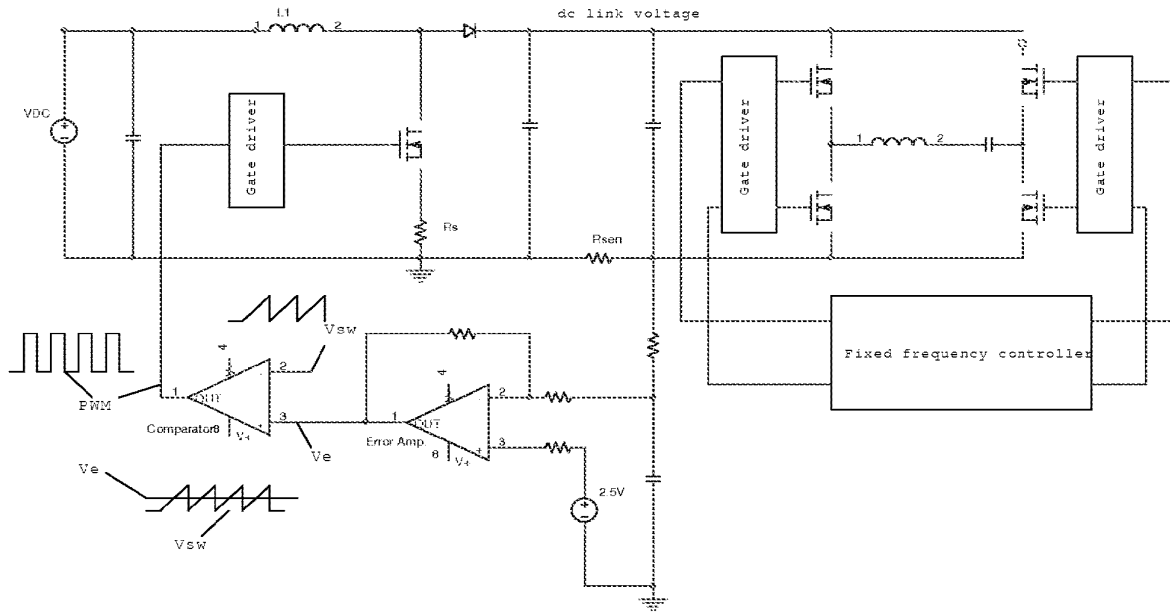 L1
dc link voltage
1 2
VDC
Gate driver
Rs
Rsen
Gate driver
1 2
Gate driver
Fixed frequency controller
Vsw
PWM
1
OUT
4
2
3
Comparator
8
V+
Ve
Error Amp.
1
OUT
4
2
3
8
V+
2.5V
Ve
Vsw